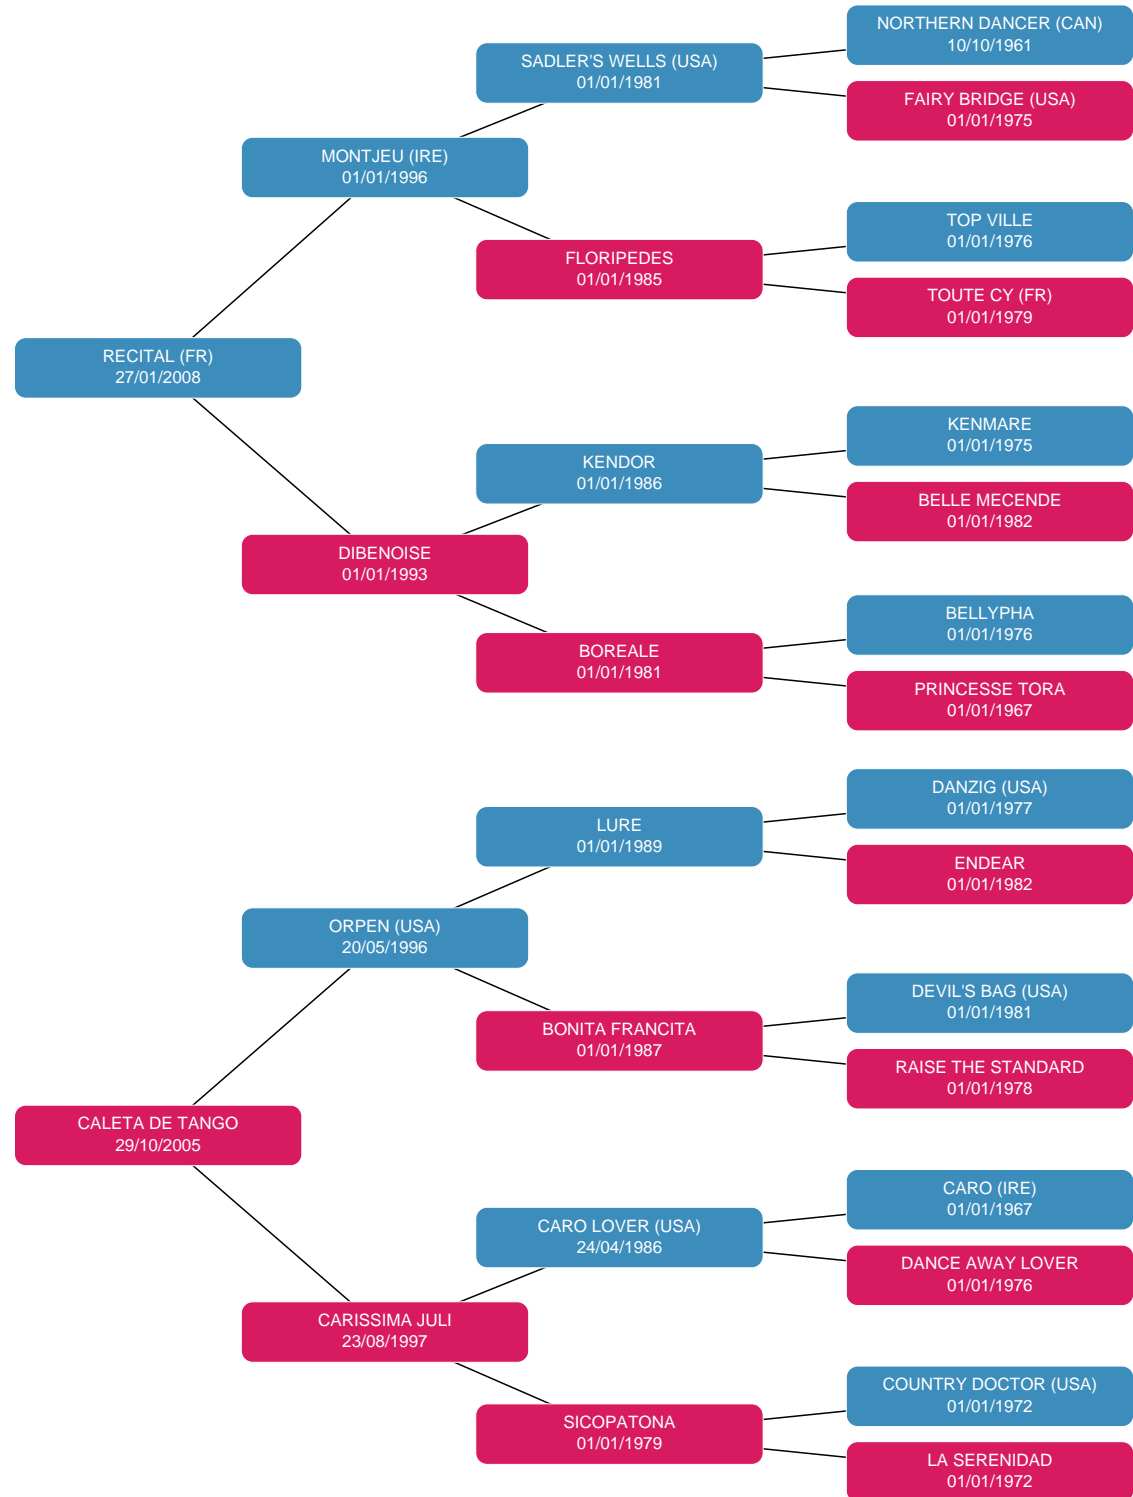 NORTHERN DANCER (CAN)
10/10/1961
SADLER'S WELLS (USA)
01/01/1981
FAIRY BRIDGE (USA)
01/01/1975
MONTJEU (IRE)
01/01/1996
TOP VILLE
01/01/1976
FLORIPEDES
01/01/1985
TOUTE CY (FR)
01/01/1979
RECITAL (FR)
27/01/2008
KENMARE
01/01/1975
KENDOR
01/01/1986
BELLE MECENDE
01/01/1982
DIBENOISE
01/01/1993
BELLYPHA
01/01/1976
BOREALE
01/01/1981
PRINCESSE TORA
01/01/1967
DANZIG (USA)
01/01/1977
LURE
01/01/1989
ENDEAR
01/01/1982
ORPEN (USA)
20/05/1996
DEVIL'S BAG (USA)
01/01/1981
BONITA FRANCITA
01/01/1987
RAISE THE STANDARD
01/01/1978
CALETA DE TANGO
29/10/2005
CARO (IRE)
01/01/1967
CARO LOVER (USA)
24/04/1986
DANCE AWAY LOVER
01/01/1976
CARISSIMA JULI
23/08/1997
COUNTRY DOCTOR (USA)
01/01/1972
SICOPATONA
01/01/1979
LA SERENIDAD
01/01/1972